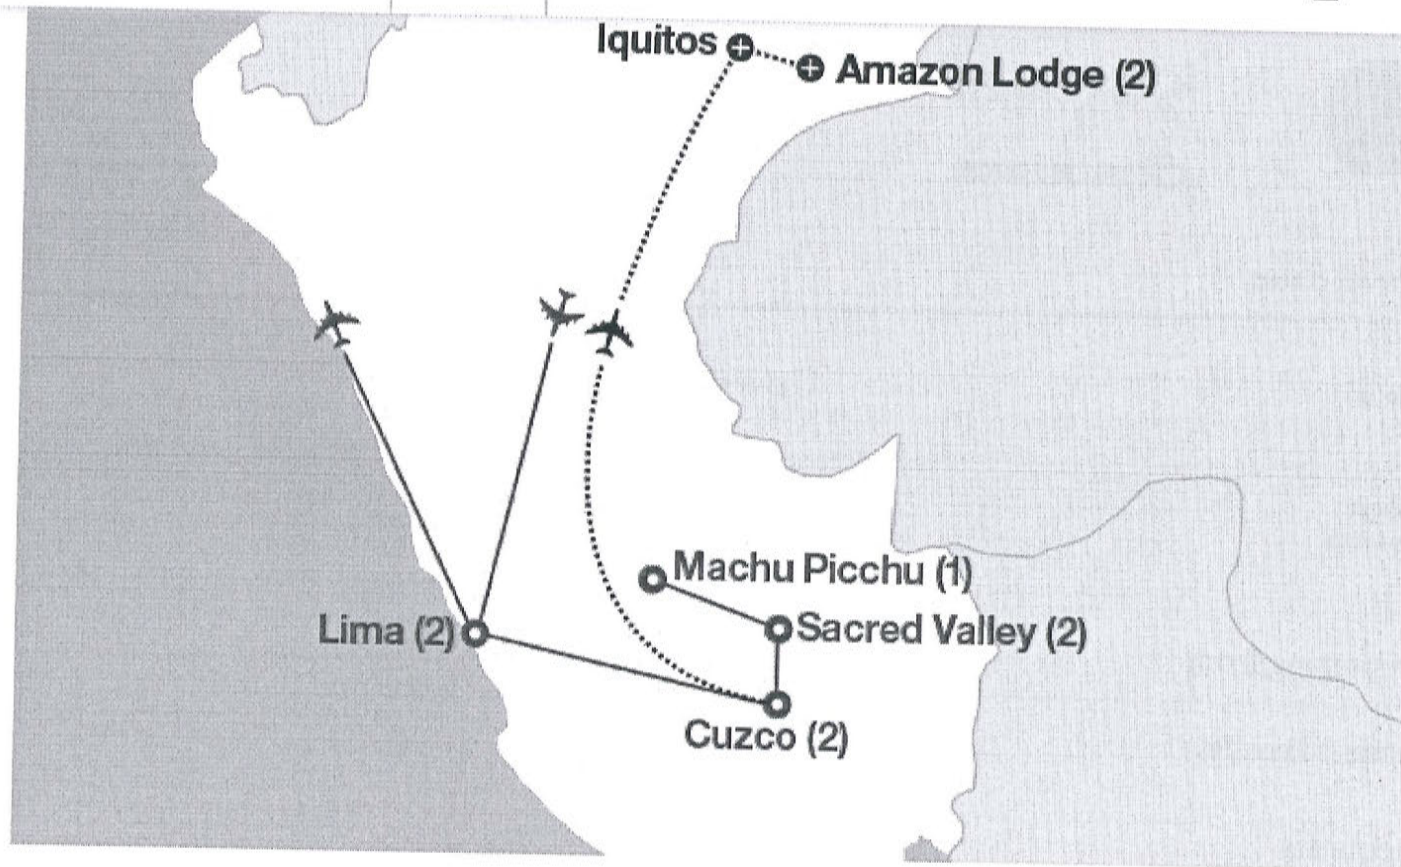 Iquitos
Amazon Lodge (2)
Machu Picchu (1)
Lima (2)
Sacred Valley (2)
Cuzco (2)